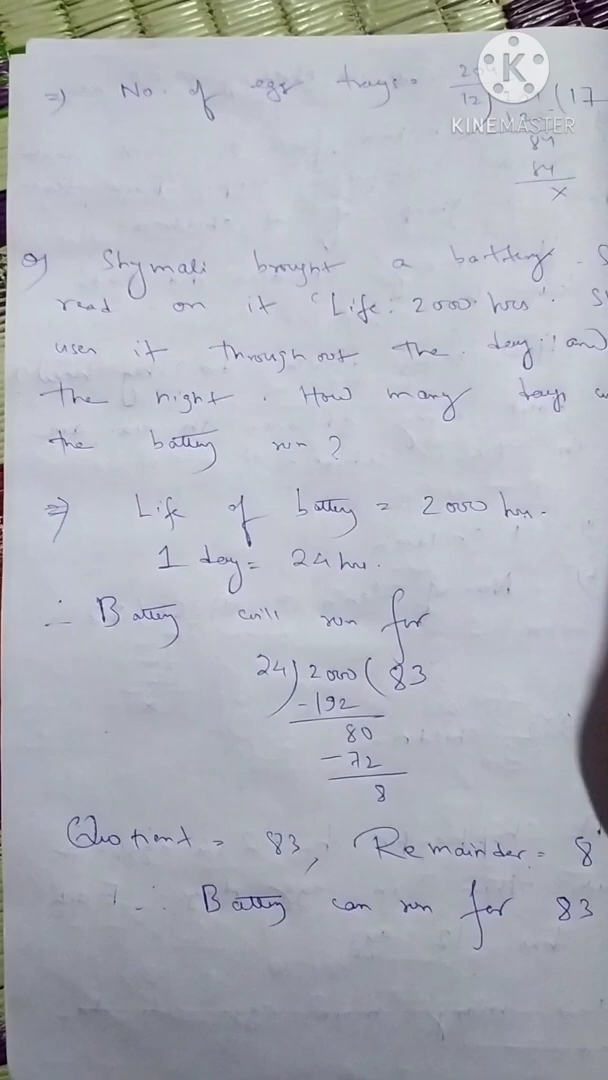 =) No. of egg trays = 204/12 12) (17
K
KINEMASTER
84
84
x
Q) Shymali brought a battery. S
read on it "Life: 2000 hrs". S
uses it throughout the day and
the night. How many days
the battery run?
=) Life of battery = 2000 hrs.
1 day = 24 hrs.
∴ Battery will run for
24) 2000 (83
-192
80
-72
8
Quotient = 83, Remainder = 8
∴ Battery can run for 83